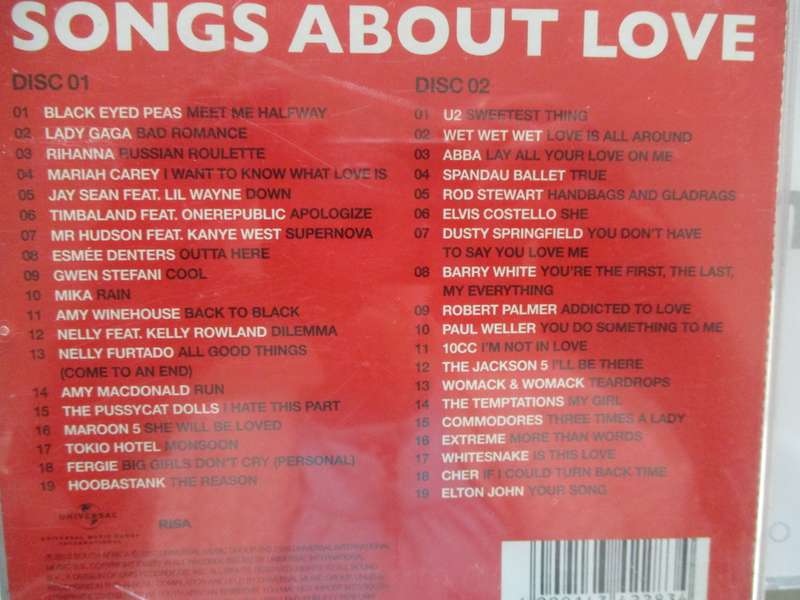 SONGS ABOUT LOVE
DISC 01
01 BLACK EYED PEAS MEET ME HALFWAY
02 LADY GAGA BAD ROMANCE
03 RIHANNA RUSSIAN ROULETTE
04 MARIAH CAREY I WANT TO KNOW WHAT LOVE IS
05 JAY SEAN FEAT. LIL WAYNE DOWN
06 TIMBALAND FEAT. ONEREPUBLIC APOLOGIZE
07 MR HUDSON FEAT. KANYE WEST SUPERNOVA
08 ESMÉE DENTERS OUTTA HERE
09 GWEN STEFANI COOL
10 MIKA RAIN
11 AMY WINEHOUSE BACK TO BLACK
12 NELLY FEAT. KELLY ROWLAND DILEMMA
13 NELLY FURTADO ALL GOOD THINGS
(COME TO AN END)
14 AMY MACDONALD RUN
15 THE PUSSYCAT DOLLS I HATE THIS PART
16 MAROON 5 SHE WILL BE LOVED
17 TOKIO HOTEL MONSOON
18 FERGIE BIG GIRLS DON'T CRY (PERSONAL)
19 HOOBASTANK THE REASON
DISC 02
01 U2 SWEETEST THING
02 WET WET WET LOVE IS ALL AROUND
03 ABBA LAY ALL YOUR LOVE ON ME
04 SPANDAU BALLET TRUE
05 ROD STEWART HANDBAGS AND GLADRAGS
06 ELVIS COSTELLO SHE
07 DUSTY SPRINGFIELD YOU DON'T HAVE
TO SAY YOU LOVE ME
08 BARRY WHITE YOU'RE THE FIRST, THE LAST,
MY EVERYTHING
09 ROBERT PALMER ADDICTED TO LOVE
10 PAUL WELLER YOU DO SOMETHING TO ME
11 10CC I'M NOT IN LOVE
12 THE JACKSON 5 I'LL BE THERE
13 WOMACK & WOMACK TEARDROPS
14 THE TEMPTATIONS MY GIRL
15 COMMODORES THREE TIMES A LADY
16 EXTREME MORE THAN WORDS
17 WHITESNAKE IS THIS LOVE
18 CHER IF I COULD TURN BACK TIME
19 ELTON JOHN YOUR SONG
UNIVERSAL
UNIVERSAL MUSIC GROUP
INTERNATIONAL
RiSA